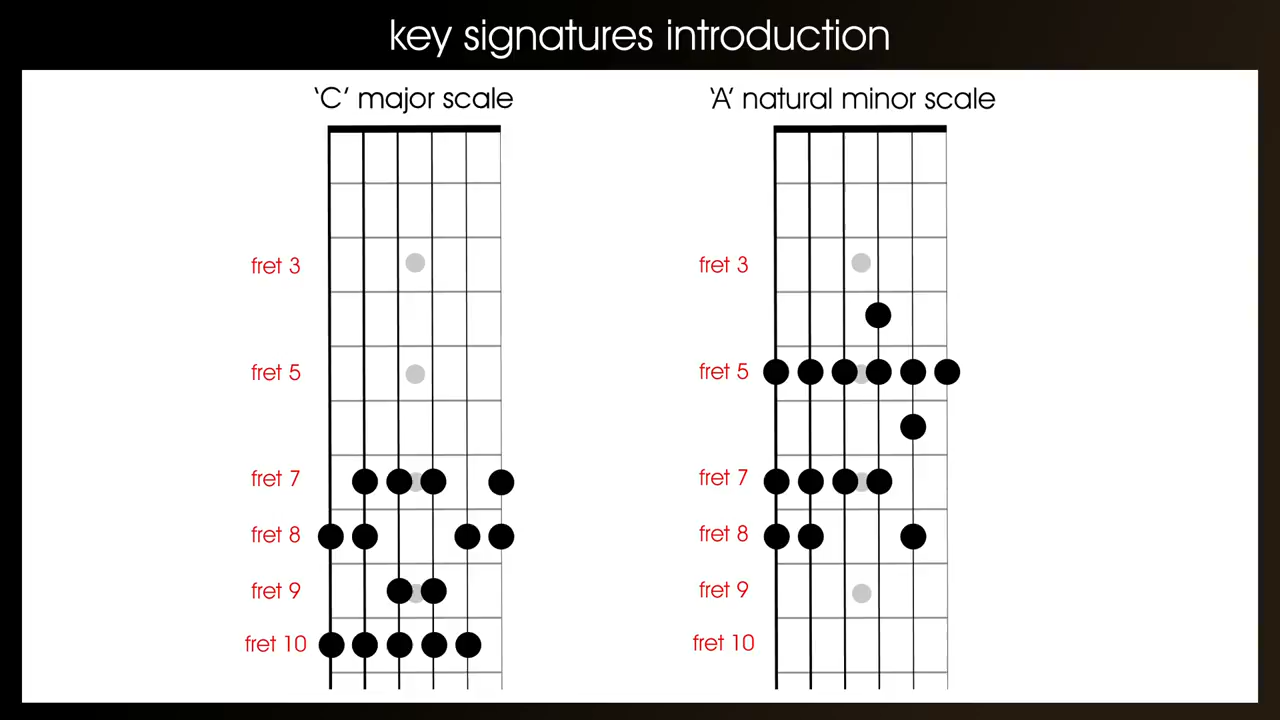 key signatures introduction
‘C’ major scale
fret 3
fret 5
fret 7
fret 8
fret 9
fret 10
‘A’ natural minor scale
fret 3
fret 5
fret 7
fret 8
fret 9
fret 10